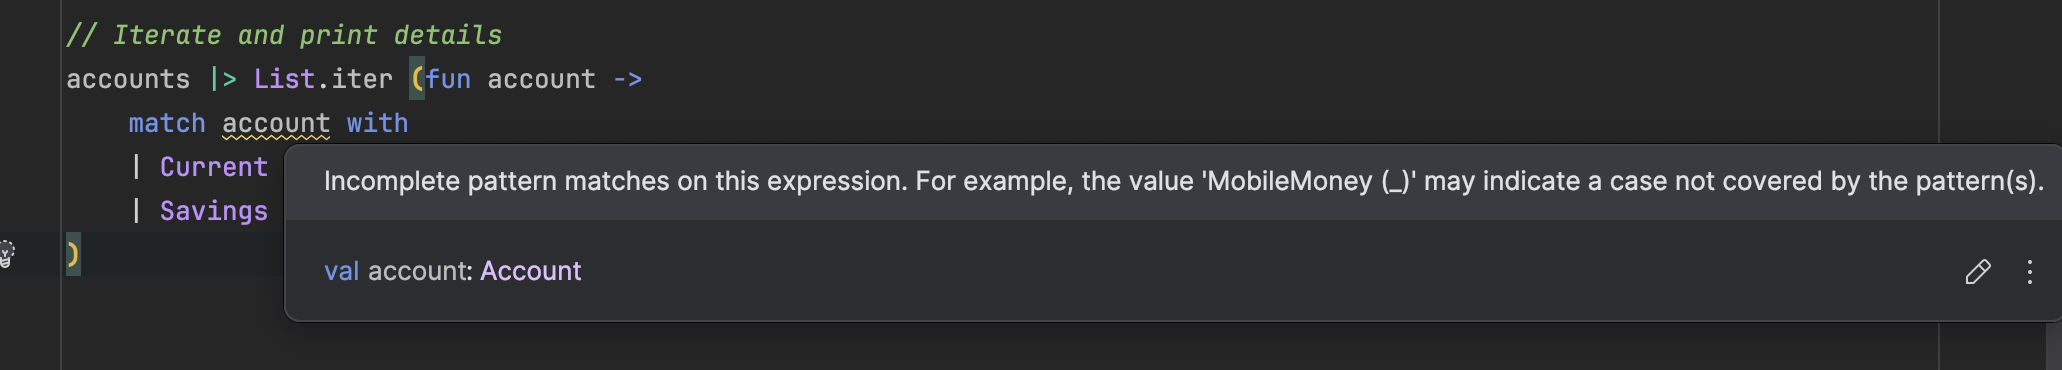 // Iterate and print details
accounts |> List.iter (fun account ->
match account with
| Current
| Savings
)
Incomplete pattern matches on this expression. For example, the value 'MobileMoney (_)' may indicate a case not covered by the pattern(s).
val account: Account